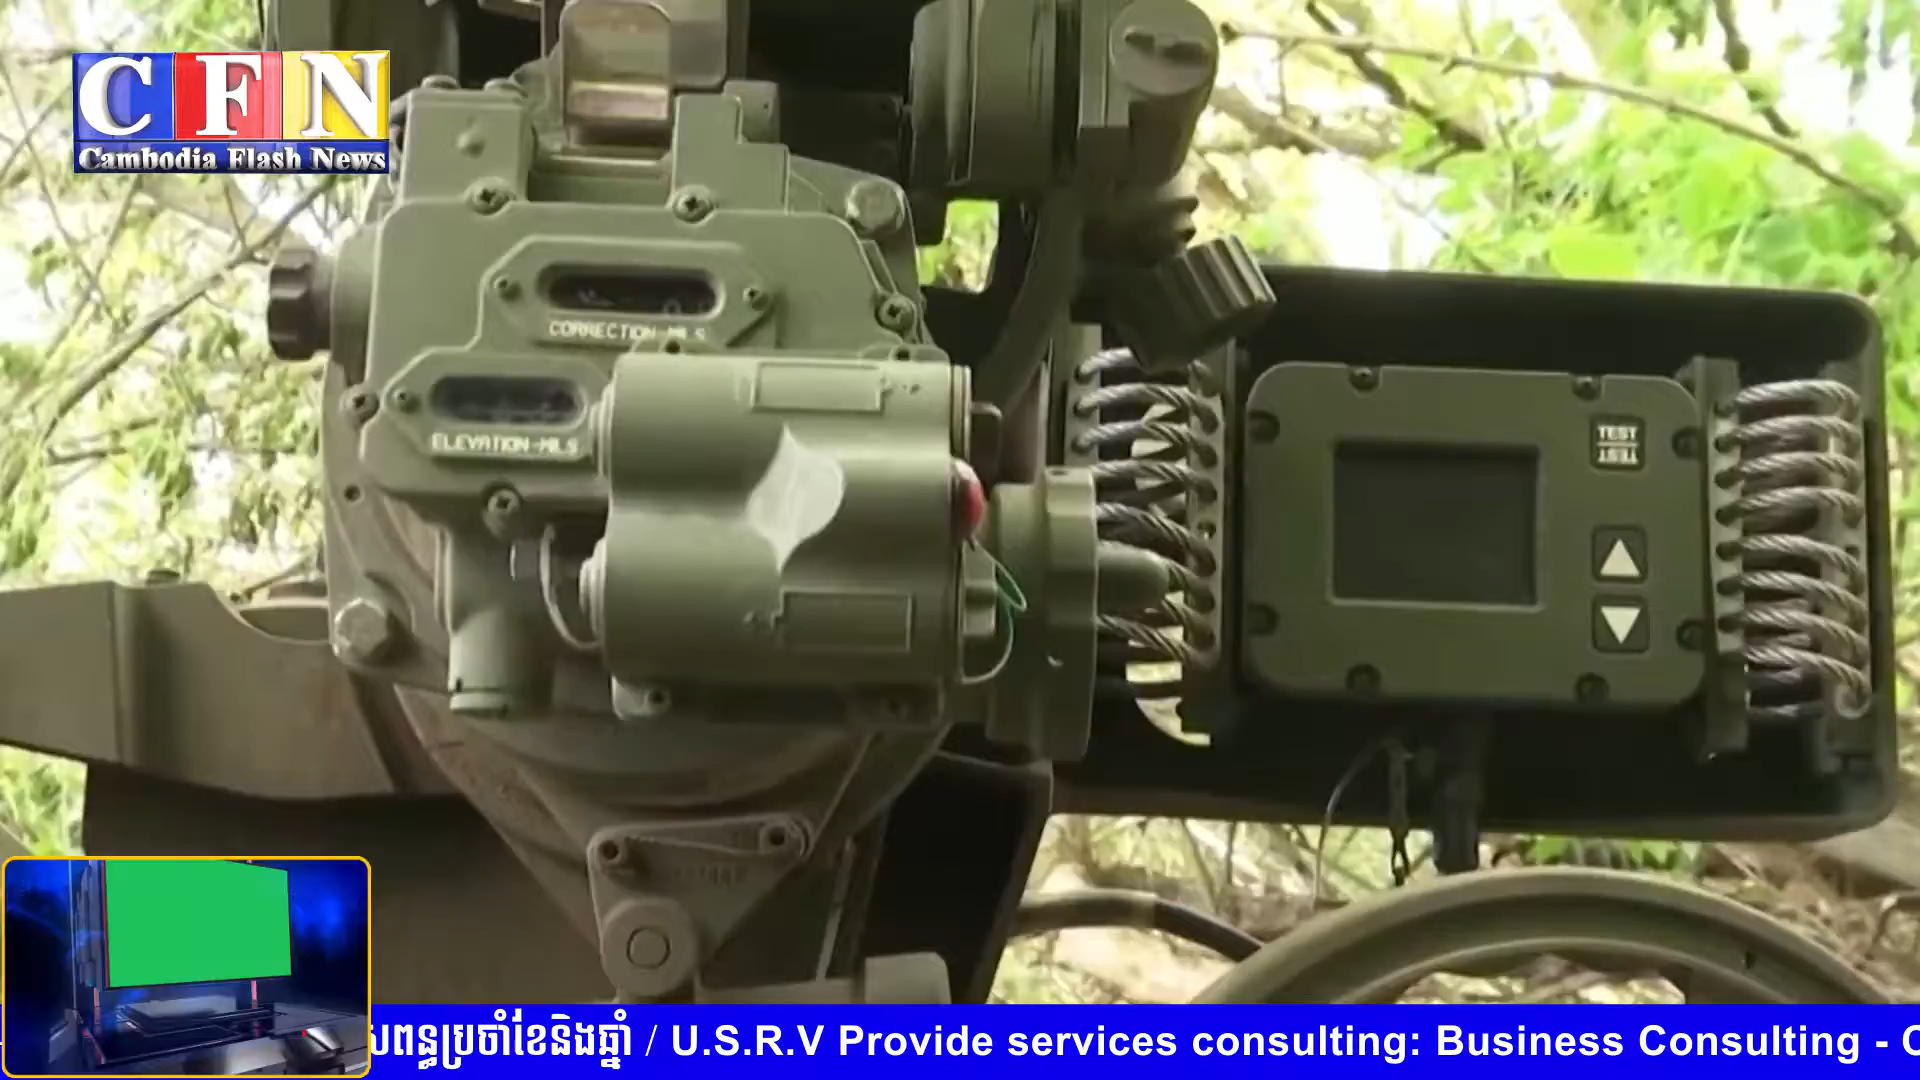 CFN
Cambodia Flash News
CORRECTION-MILS
ELEVATION-MILS
TEST
TEST
ពន្ធប្រចាំខែនិងឆ្នាំ / U.S.R.V Provide services consulting: Business Consulting - C